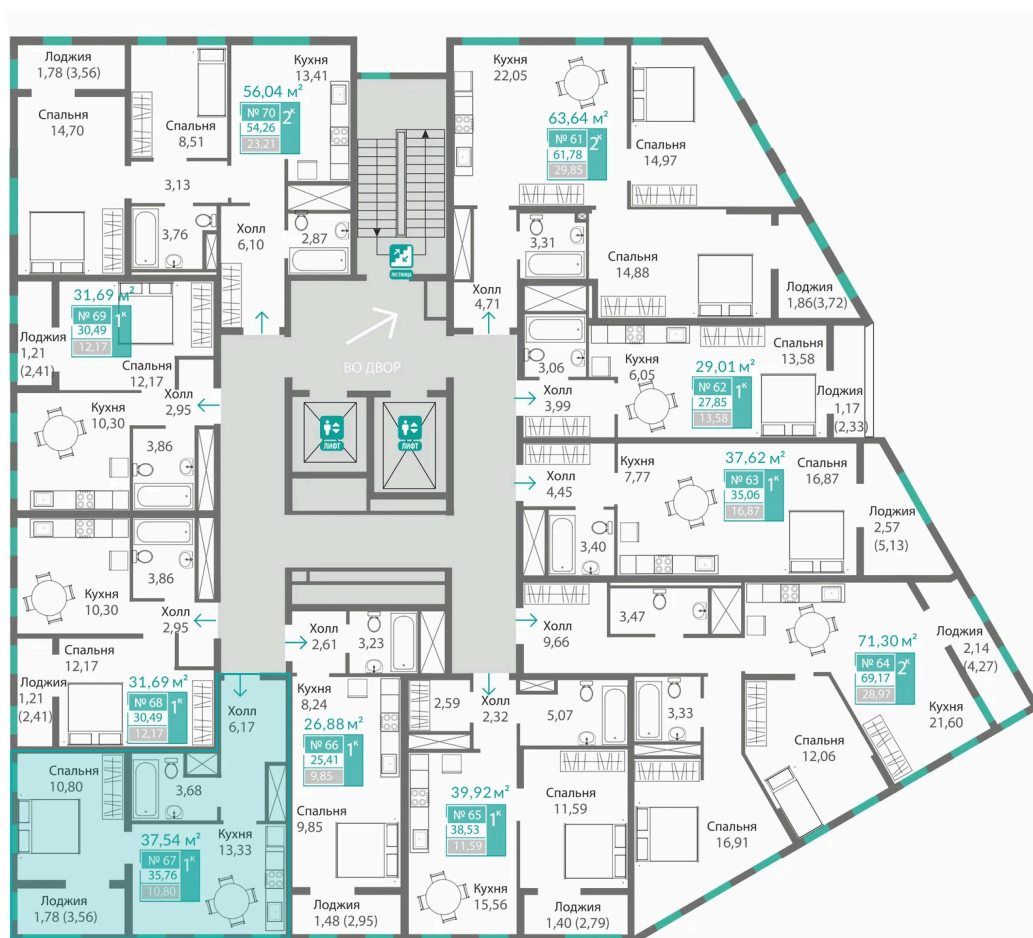 Лоджия
1,78 (3,56)
Спальня
14,70
Спальня
8,51
56,04 м²
№ 70
54,26
23,21
2к
Кухня
13,41
3,13
3,76
Холл
6,10
2,87
ЛЕСТНИЦА
Кухня
22,05
63,64 м²
№ 61
61,78
29,85
2к
Спальня
14,97
3,31
Спальня
14,88
Холл
4,71
Лоджия
1,86(3,72)
31,69 м²
№ 69
30,49
12,17
1к
Лоджия
1,21
(2,41)
Спальня
12,17
Холл
2,95
Кухня
10,30
3,86
ВО ДВОР
ЛИФТ
ЛИФТ
3,06
Холл
3,99
Кухня
6,05
29,01 м²
№ 62
27,85
13,58
1к
Спальня
13,58
Лоджия
1,17
(2,33)
Холл
4,45
Кухня
7,77
37,62 м²
№ 63
35,06
16,87
1к
Спальня
16,87
Лоджия
2,57
(5,13)
3,40
Кухня
10,30
3,86
Холл
2,95
Спальня
12,17
Лоджия
1,21
(2,41)
31,69 м²
№ 68
30,49
12,17
1к
Холл
2,61
3,23
Холл
9,66
3,47
71,30 м²
№ 64
69,17
28,97
2к
Лоджия
2,14
(4,27)
Кухня
21,60
Холл
6,17
Кухня
8,24
26,88 м²
№ 66
25,41
9,85
1к
Спальня
9,85
2,59
Холл
2,32
5,07
3,33
Спальня
12,06
Спальня
10,80
3,68
37,54 м²
№ 67
35,76
10,80
1к
Кухня
13,33
Лоджия
1,78 (3,56)
39,92 м²
№ 65
38,53
11,59
1к
Спальня
11,59
Спальня
16,91
Кухня
15,56
Лоджия
1,48 (2,95)
Лоджия
1,40 (2,79)